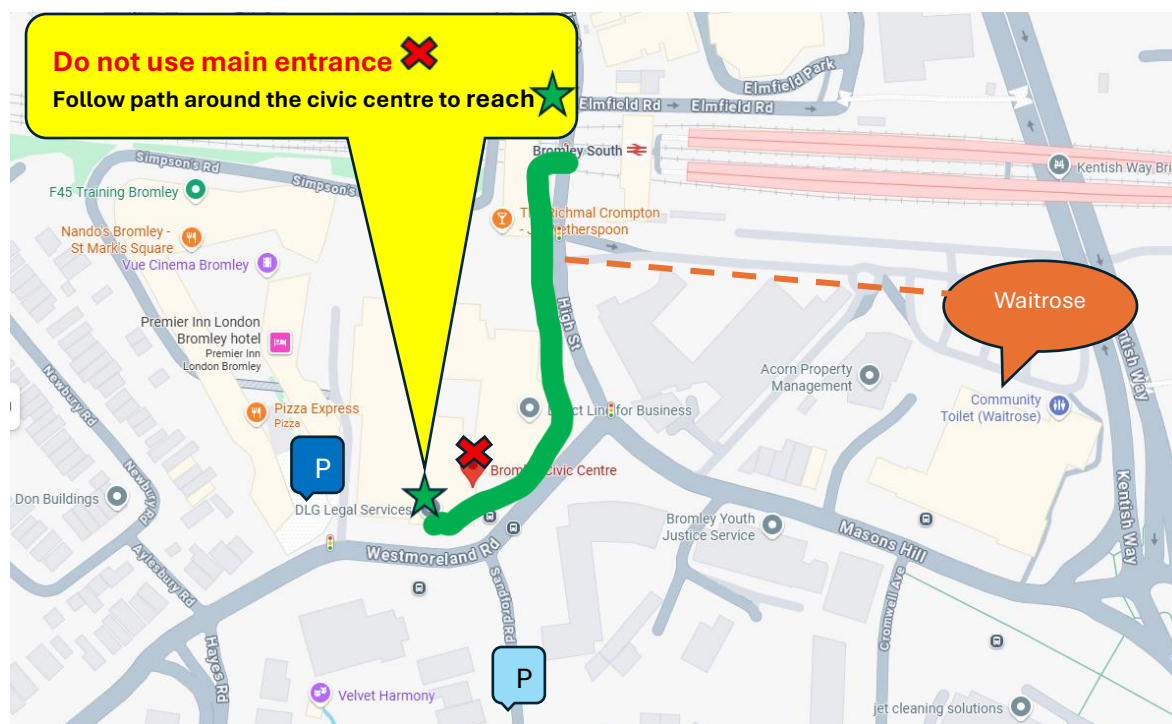 Do not use main entrance
Follow path around the civic centre to reach
Elmfield Park
Elmfield Rd
Elmfield Rd
Bromley South
Kentish Way Bri
Simpson's Rd
Simpson's
F45 Training Bromley
Nando's Bromley -
St Mark's Square
Vue Cinema Bromley
Richmal Crompton
etherspoon
Waitrose
Premier Inn London
Bromley hotel
Premier Inn
London Bromley
High St
Kentish Way
Acorn Property
Management
Community
Toilet (Waitrose)
Newbury Rd
Pizza Express
Pizza
Line for Business
P
Civic Centre
Don Buildings
Newbury Rd
DLG Legal Services
Kentish Way
Bromley Youth
Justice Service
Masons Hill
Westmoreland Rd
Aylesbury Rd
Sandford Rd
Cromwell Ave
Hayes Rd
P
Velvet Harmony
jet cleaning solutions